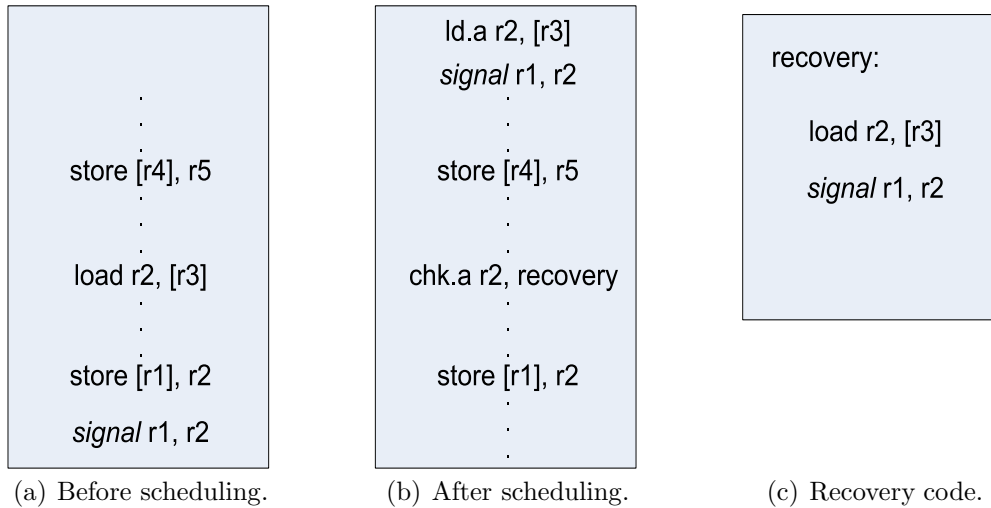 store [r4], r5
load r2, [r3]
store [r1], r2
signal r1, r2
(a) Before scheduling.
ld.a r2, [r3]
signal r1, r2
store [r4], r5
chk.a r2, recovery
store [r1], r2
(b) After scheduling.
recovery:
load r2, [r3]
signal r1, r2
(c) Recovery code.